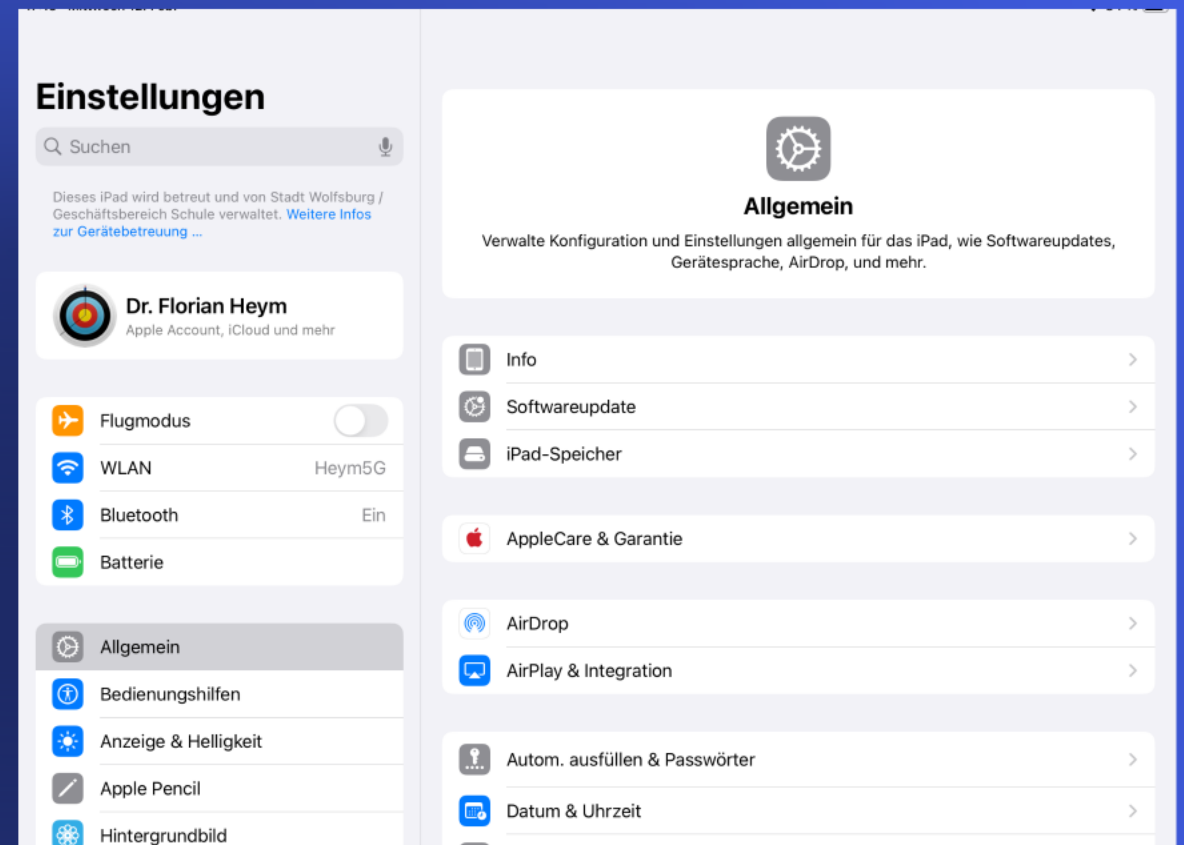 Einstellungen
Suchen
Dieses iPad wird betreut und von Stadt Wolfsburg /
Geschäftsbereich Schule verwaltet. Weitere Infos
zur Gerätebetreuung ...
Dr. Florian Heym
Apple Account, iCloud und mehr
Flugmodus
WLAN Heym5G
Bluetooth Ein
Batterie
Allgemein
Bedienungshilfen
Anzeige & Helligkeit
Apple Pencil
Hintergrundbild
Allgemein
Verwalte Konfiguration und Einstellungen allgemein für das iPad, wie Softwareupdates,
Gerätesprache, AirDrop, und mehr.
Info
Softwareupdate
iPad-Speicher
AppleCare & Garantie
AirDrop
AirPlay & Integration
Autom. ausfüllen & Passwörter
Datum & Uhrzeit